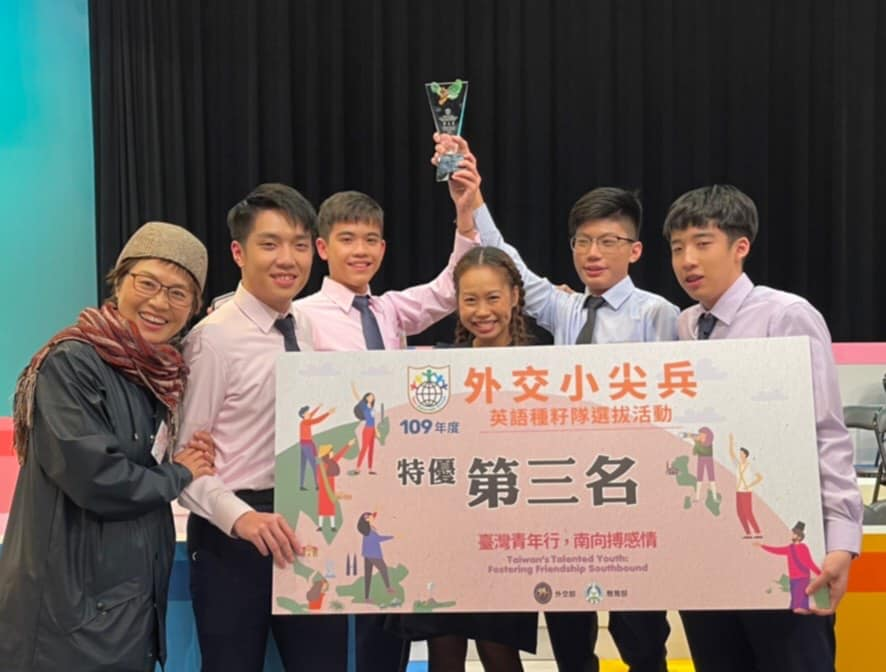 外交小尖兵
109年度
英語種籽隊選拔活動
特優 第三名
臺灣青年行，南向搏感情
Taiwan's Talented Youth:
Fostering Friendship Southbound
外交部 教育部